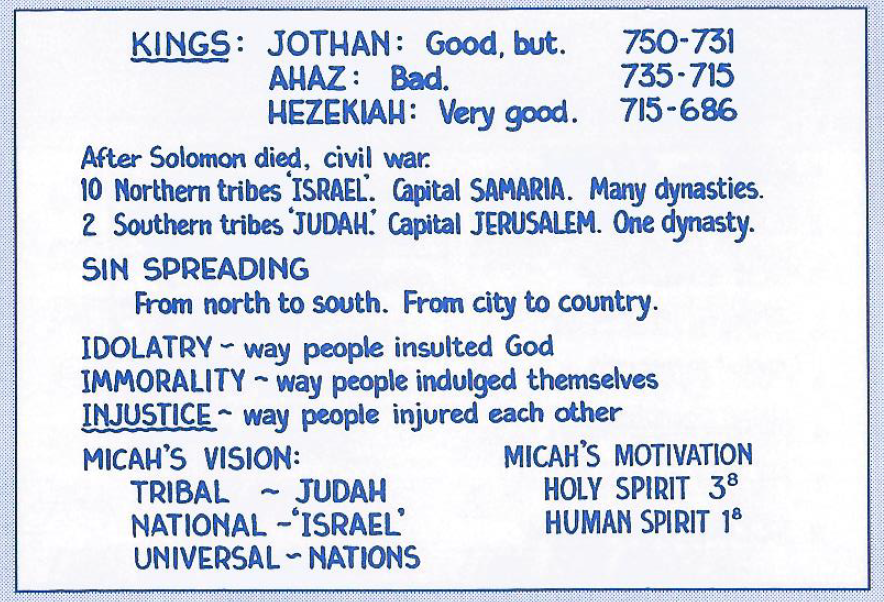 KINGS: JOTHAN: Good, but. 750-731
AHAZ: Bad. 735-715
HEZEKIAH: Very good. 715-686
After Solomon died, civil war.
10 Northern tribes 'ISRAEL'. Capital SAMARIA. Many dynasties.
2 Southern tribes 'JUDAH'. Capital JERUSALEM. One dynasty.
SIN SPREADING
From north to south. From city to country.
IDOLATRY ~ way people insulted God
IMMORALITY ~ way people indulged themselves
INJUSTICE ~ way people injured each other
MICAH'S VISION:
TRIBAL ~ JUDAH
NATIONAL ~ 'ISRAEL'
UNIVERSAL ~ NATIONS
MICAH'S MOTIVATION
HOLY SPIRIT 3⁸
HUMAN SPIRIT 1⁸